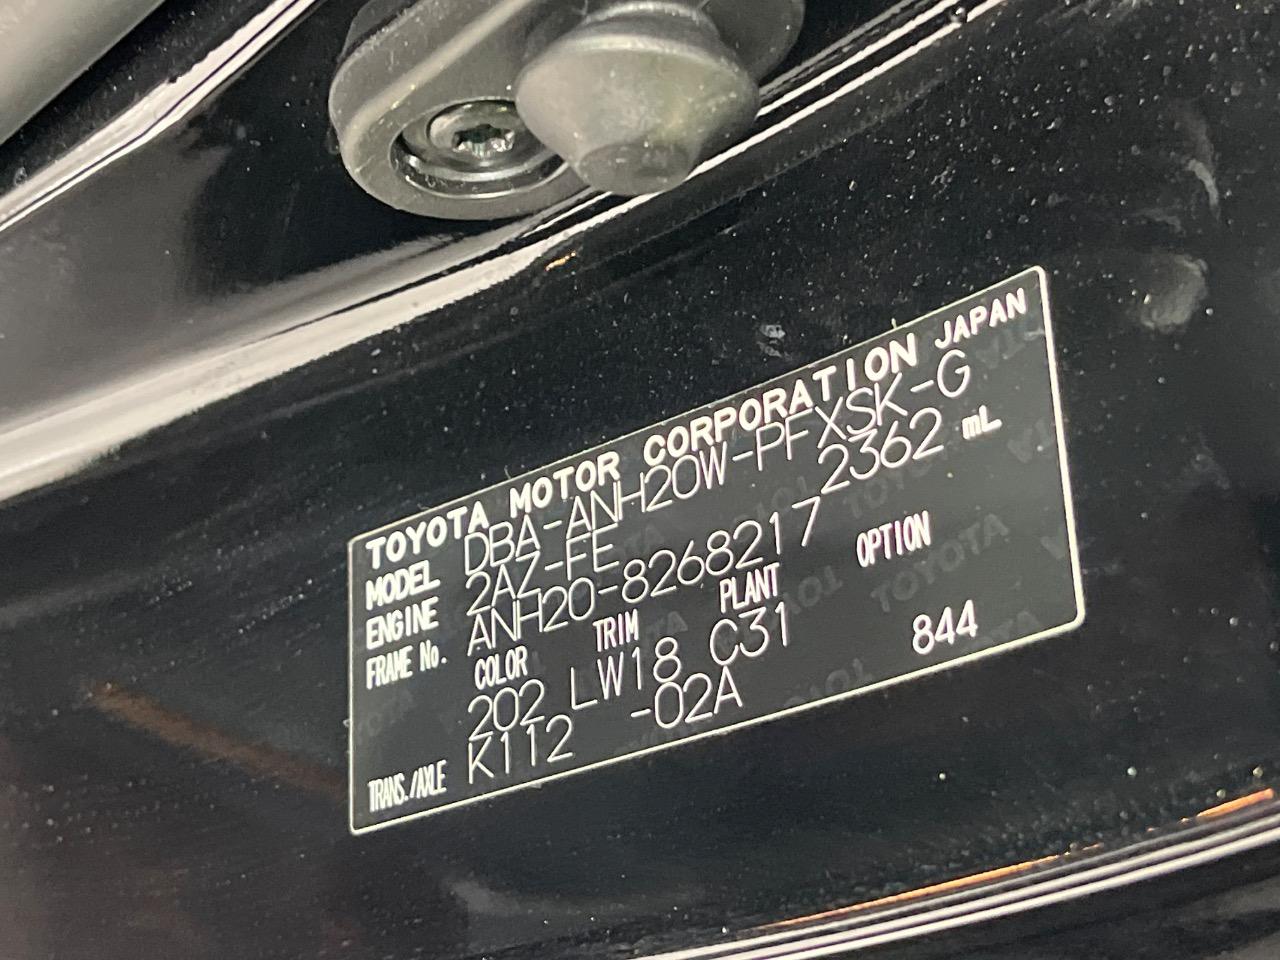 TOYOTA MOTOR CORPORATION JAPAN
MODEL DBA-ANH20W-PFXSK-G
ENGINE 2AZ-FE 2362 mL
FRAME No. ANH20-8268217
COLOR TRIM PLANT OPTION
202 LW18 C31 844
TRANS./AXLE K112 -02A